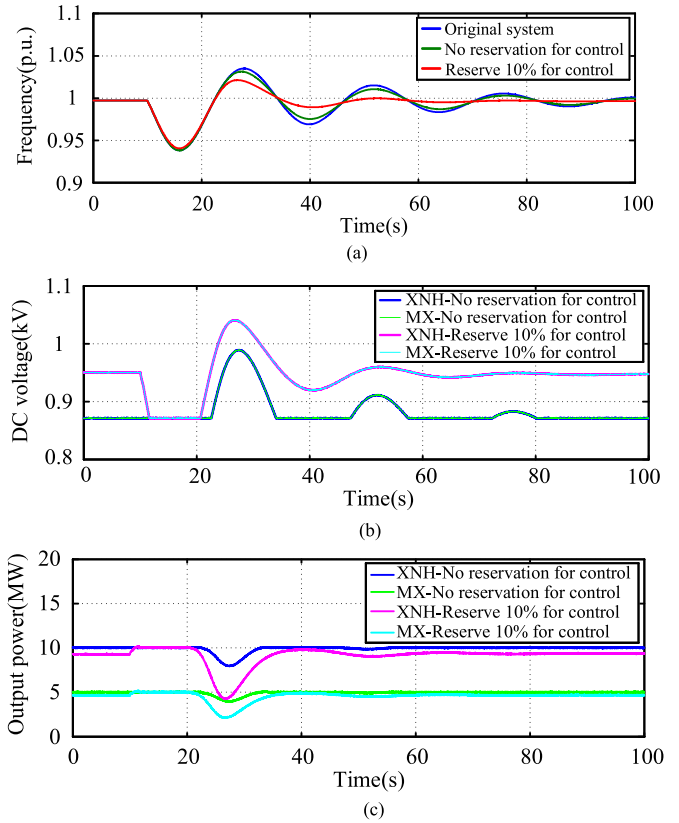 1.1
1.05
1
0.95
0.9
Frequency(p.u.)
Original system
No reservation for control
Reserve 10% for control
0 20 40 60 80 100
Time(s)
(a)
1.1
1
0.9
0.8
DC voltage(kV)
XNH-No reservation for control
MX-No reservation for control
XNH-Reserve 10% for control
MX-Reserve 10% for control
0 20 40 60 80 100
Time(s)
(b)
20
15
10
5
0
Output power(MW)
XNH-No reservation for control
MX-No reservation for control
XNH-Reserve 10% for control
MX-Reserve 10% for control
0 20 40 60 80 100
Time(s)
(c)